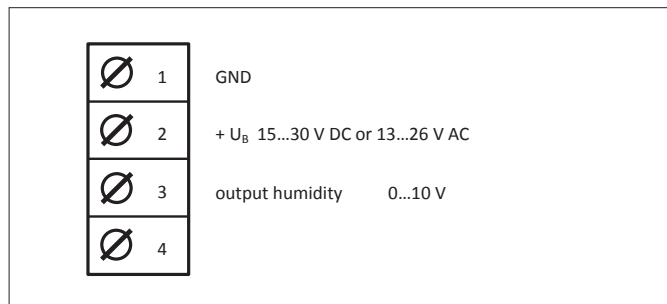 1 GND
2 + U_B 15...30 V DC or 13...26 V AC
3 output humidity 0...10 V
4